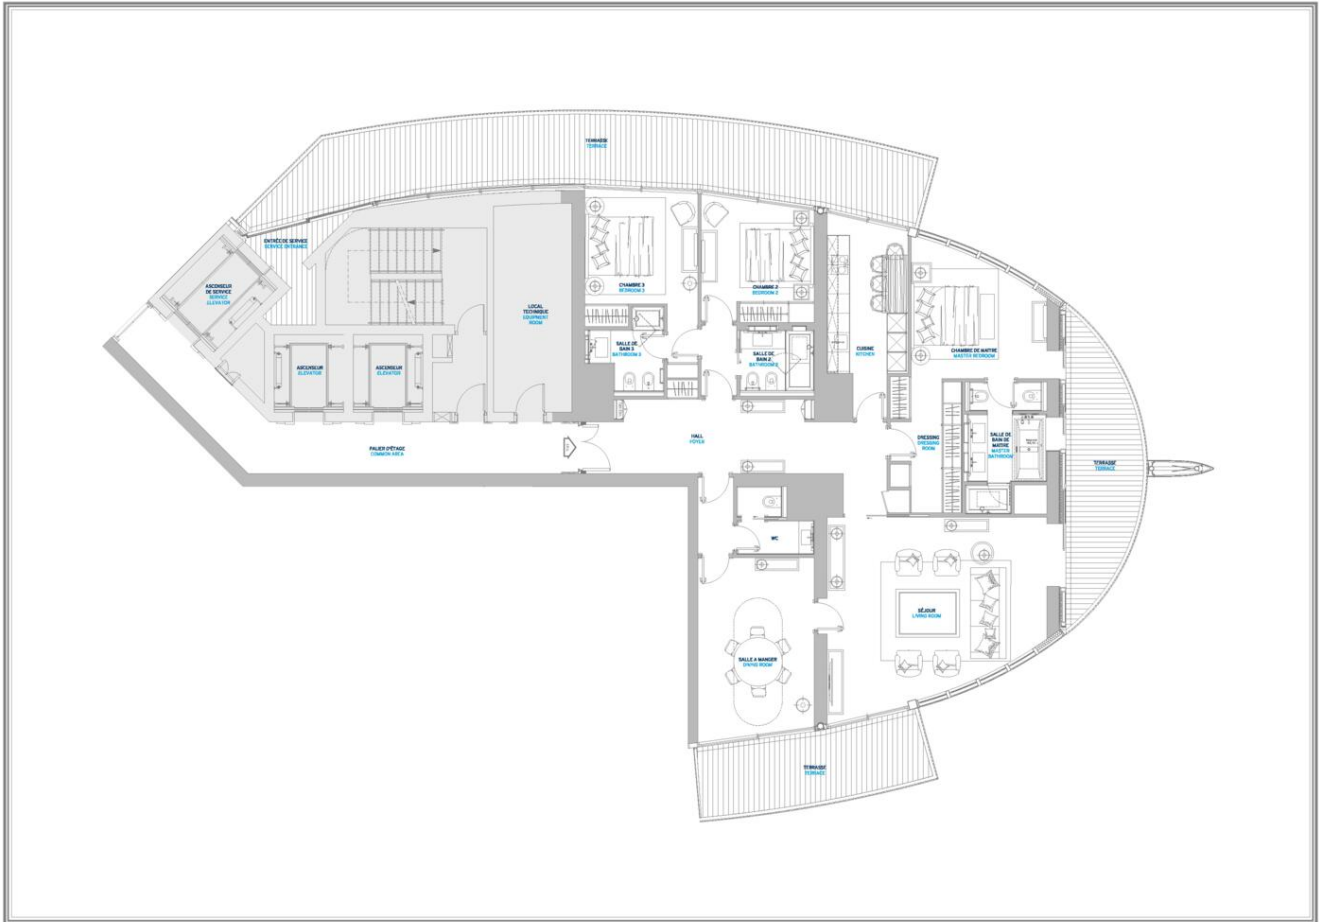 TERRASSE
TERRACE
ENTRÉE DE SERVICE
SERVICE ENTRANCE
ASCENSEUR
DE SERVICE
SERVICE
ELEVATOR
CHAMBRE 3
BEDROOM 3
CHAMBRE 2
BEDROOM 2
LOCAL
TECHNIQUE
EQUIPMENT
ROOM
SALLE DE
BAIN 3
BATHROOM 3
SALLE DE
BAIN 2
BATHROOM 2
CUISINE
KITCHEN
CHAMBRE DE MAITRE
MASTER BEDROOM
ASCENSEUR
ELEVATOR
ASCENSEUR
ELEVATOR
PALIER D'ÉTAGE
COMMON AREA
HALL
FOYER
DRESSING
DRESSING
ROOM
SALLE DE
BAIN DE
MAITRE
MASTER
BATHROOM
TERRASSE
TERRACE
WC
SÉJOUR
LIVING ROOM
SALLE A MANGER
DINING ROOM
TERRASSE
TERRACE